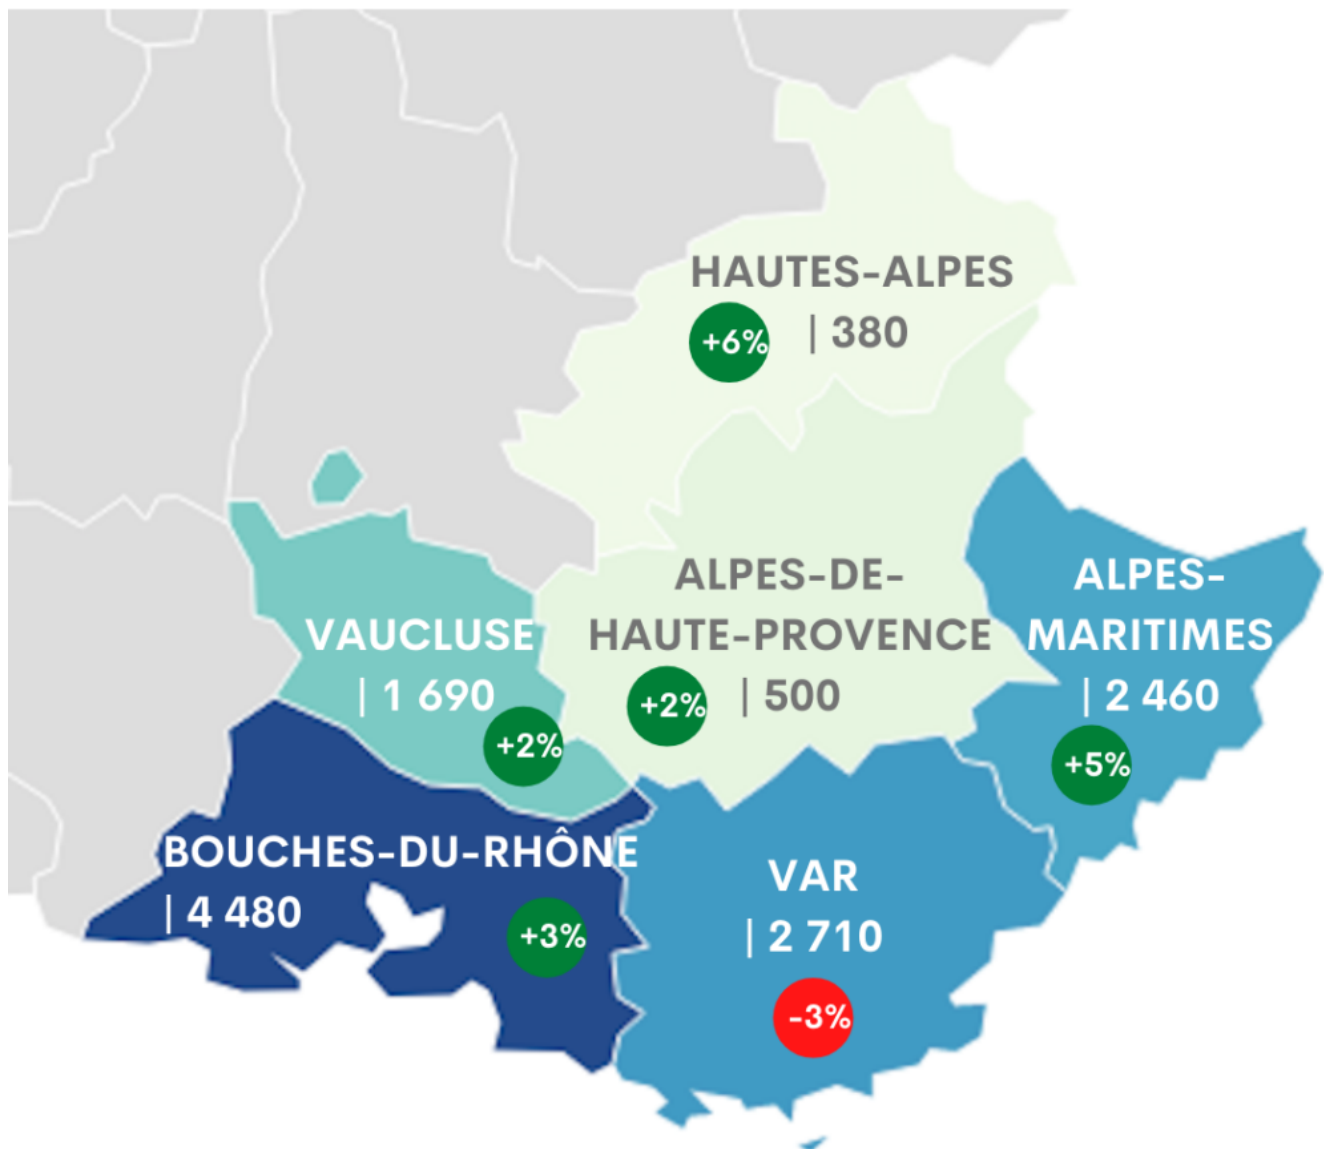 HAUTES-ALPES
+6% | 380
ALPES-DE-
HAUTE-PROVENCE
+2% | 500
ALPES-
MARITIMES
| 2 460
+5%
VAUCLUSE
| 1 690
+2%
BOUCHES-DU-RHÔNE
| 4 480
+3%
VAR
| 2 710
-3%